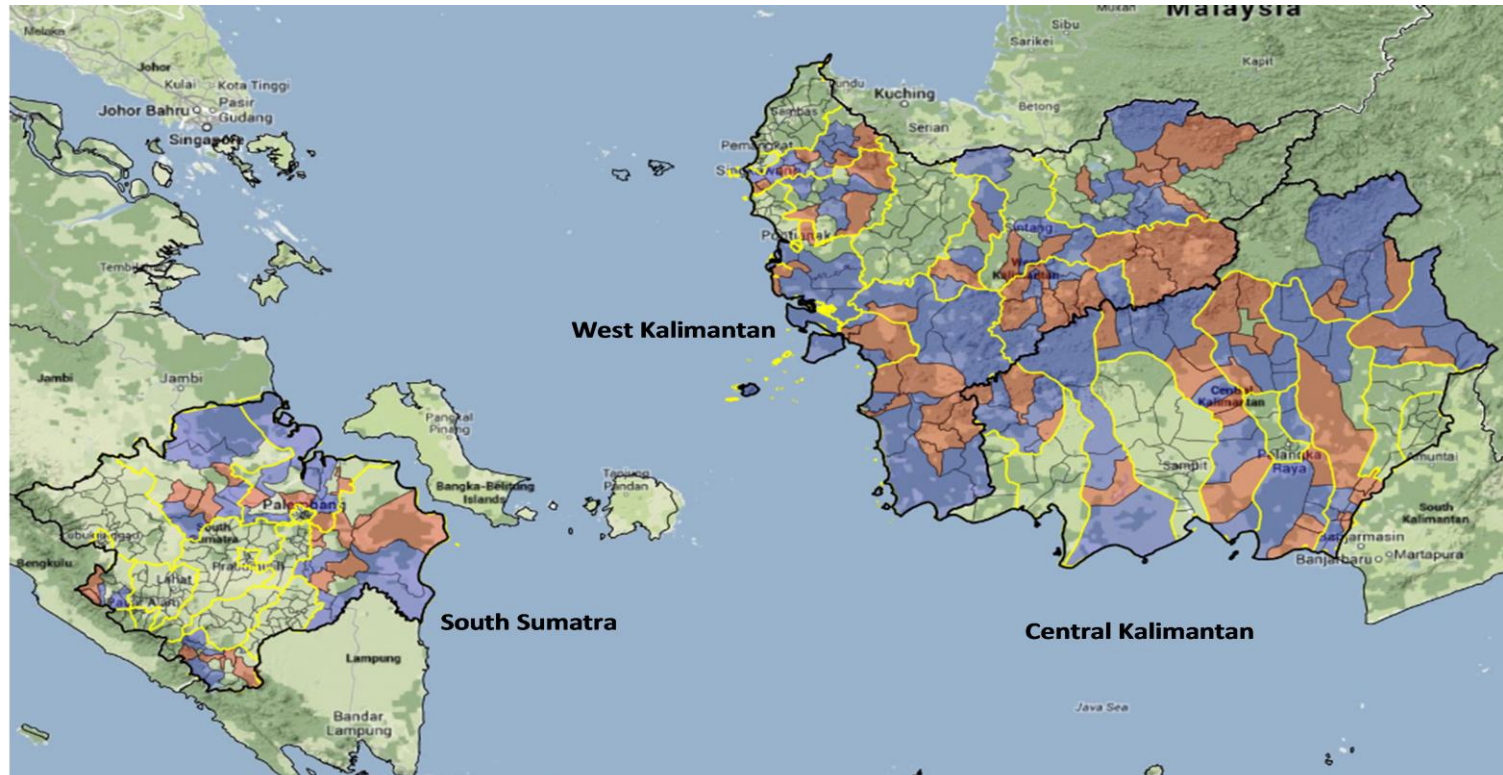 Malaysia
Mukah
Sibu
Sarikei
Melaka
Johor
Kulai
Kota Tinggi
Kapit
Johor Bahru
Pasir
Gudang
Kuching
Betong
Sambas
Serian
Singapore
Pemangkat
Pontianak
Sintang
West
Kalimantan
West Kalimantan
Jambi
Jambi
Pangkal
Pinang
Central
Kalimantan
Sampit
Palangka
Raya
Amuntai
Bangka-Belitung
Islands
Tanjung
Pandan
Palembang
South
Sumatra
South
Kalimantan
Bengkulu
Lahat
Banjarmasin
Banjarbaru
Martapura
South Sumatra
Central Kalimantan
Lampung
Bandar
Lampung
Java Sea